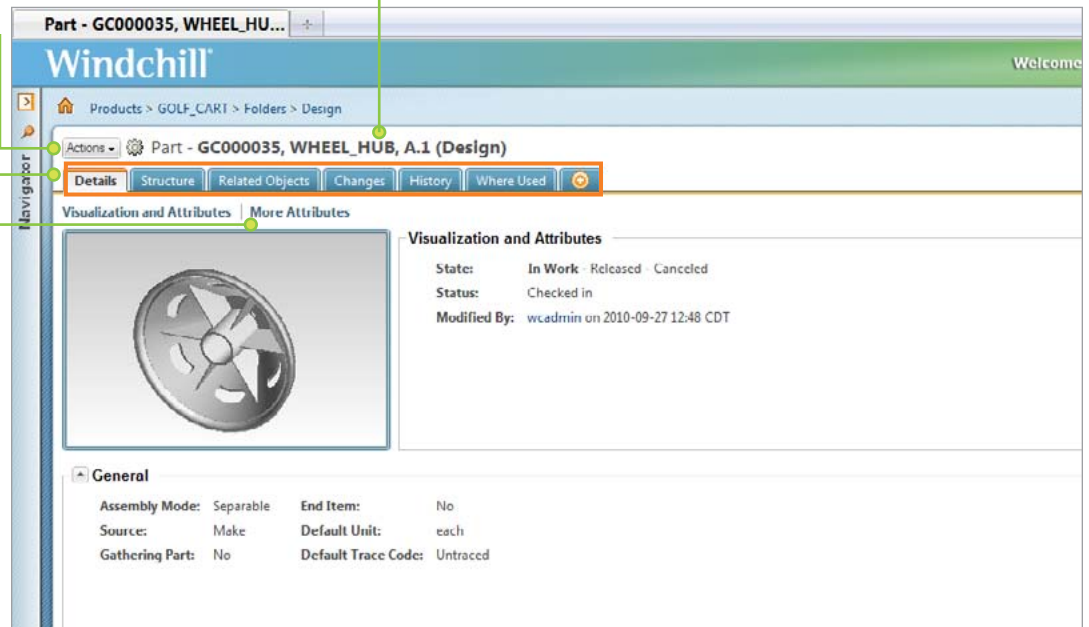 Part - GC000035, WHEEL_HU...
Windchill
Welcome
Products > GOLF_CART > Folders > Design
Actions
Part - GC000035, WHEEL_HUB, A.1 (Design)
Details Structure Related Objects Changes History Where Used
Navigator
Visualization and Attributes | More Attributes
Visualization and Attributes
State: In Work - Released - Canceled
Status: Checked in
Modified By: wcadmin on 2010-09-27 12:48 CDT
General
Assembly Mode: Separable End Item: No
Source: Make Default Unit: each
Gathering Part: No Default Trace Code: Untraced